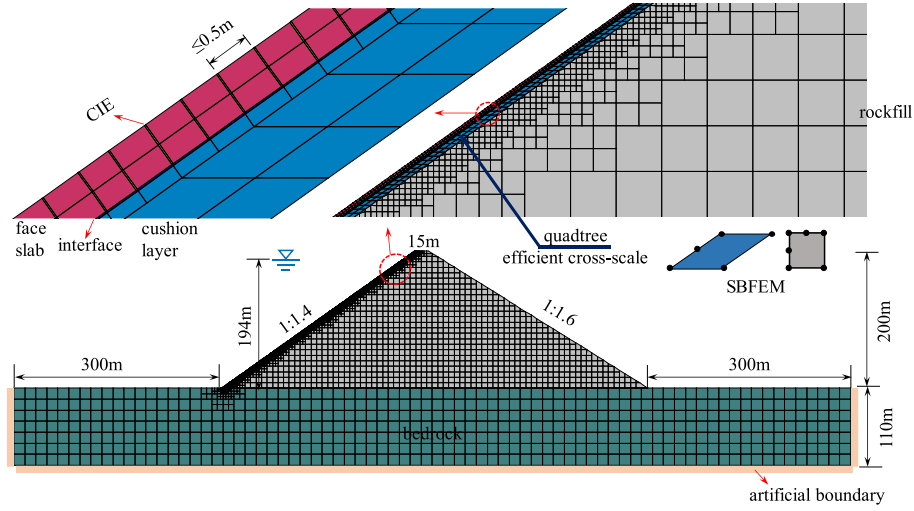 ≤0.5m
CIE
rockfill
face
slab
interface
cushion
layer
quadtree
efficient cross-scale
SBFEM
15m
194m
1:1.4
1:1.6
200m
300m
300m
bedrock
110m
artificial boundary